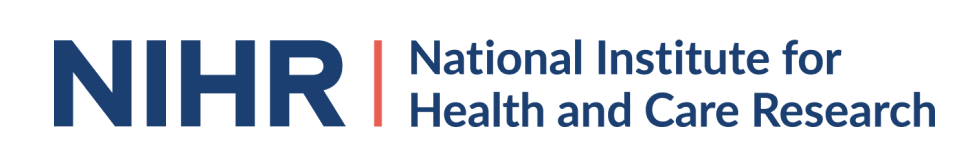 NIHR
National Institute for
Health and Care Research